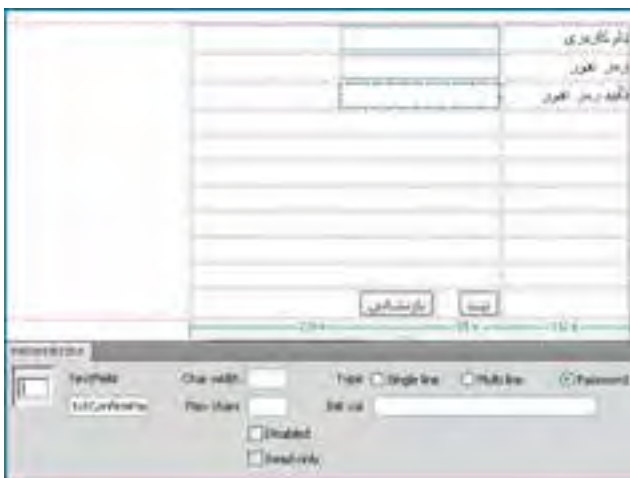 نام کاربری
رمز عبور
تأیید رمز عبور
ثبت
بازنشانی
PROPERTIES
TextField
Char width
Type
Single line
Multi line
Password
Max chars
Init val
Disabled
Read-only